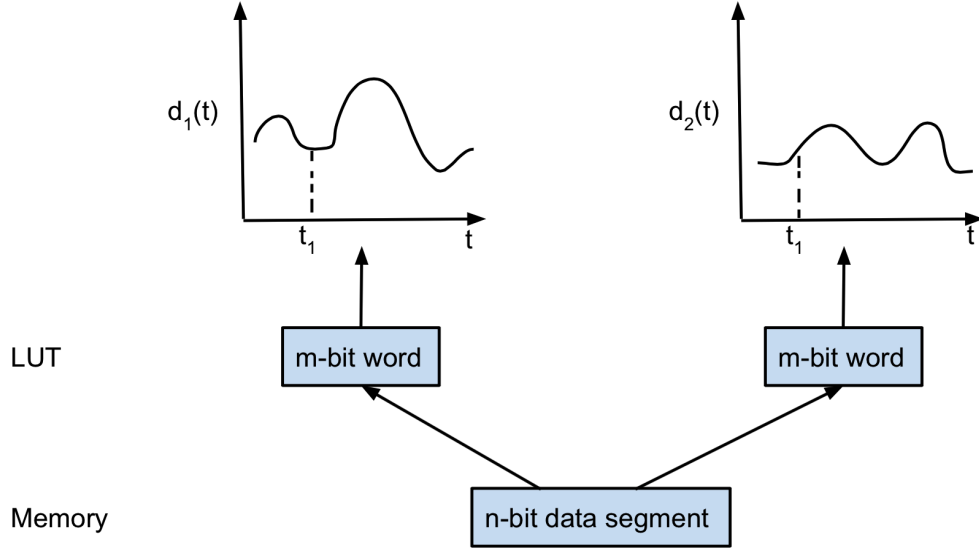 d1(t)
d2(t)
t1
t
t1
t
LUT
m-bit word
m-bit word
Memory
n-bit data segment